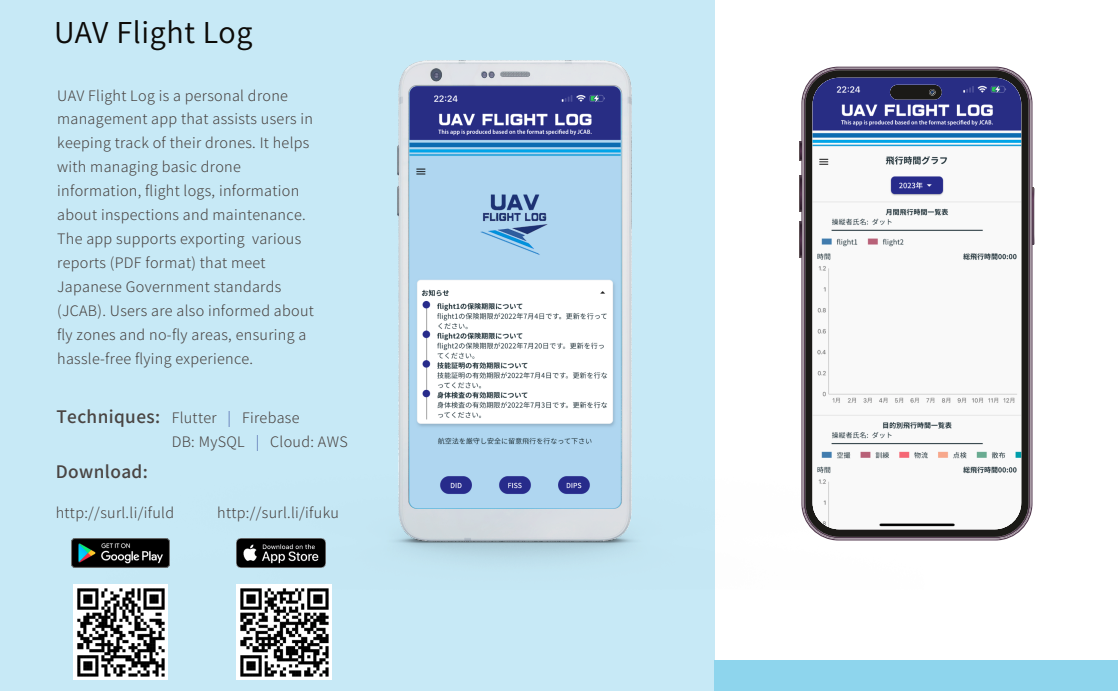 UAV Flight Log
UAV Flight Log is a personal drone
management app that assists users in
keeping track of their drones. It helps
with managing basic drone
information, flight logs, information
about inspections and maintenance.
The app supports exporting various
reports (PDF format) that meet
Japanese Government standards
(JCAB). Users are also informed about
fly zones and no-fly areas, ensuring a
hassle-free flying experience.
Techniques: Flutter | Firebase
DB: MySQL | Cloud: AWS
Download:
http://surl.li/ifuld
http://surl.li/ifuku
GET IT ON
Google Play
Download on the
App Store
22:24
UAV FLIGHT LOG
This app is produced based on the format specified by JCAB.
UAV
FLIGHT LOG
お知らせ
flight1の保険期限について
flight1の保険期限が2022年7月4日です。更新を行って
ください。
flight2の保険期限について
flight2の保険期限が2022年7月20日です。更新を行っ
てください。
技能証明の有効期限について
技能証明の有効期限が2022年7月4日です。更新を行な
ってください。
身体検査の有効期限について
身体検査の有効期限が2022年7月3日です。更新を行な
ってください。
航空法を厳守し安全に留意飛行を行なって下さい
DID
FISS
DIPS
22:24
UAV FLIGHT LOG
This app is produced based on the format specified by JCAB.
飛行時間グラフ
2023年
月間飛行時間一覧表
操縦者氏名: ダット
flight1 flight2
時間 総飛行時間00:00
1.2
1
0.8
0.6
0.4
0.2
0
1月 2月 3月 4月 5月 6月 7月 8月 9月 10月 11月 12月
目的別飛行時間一覧表
操縦者氏名: ダット
空撮 訓練 物流 点検 散布
時間 総飛行時間00:00
1.2
1